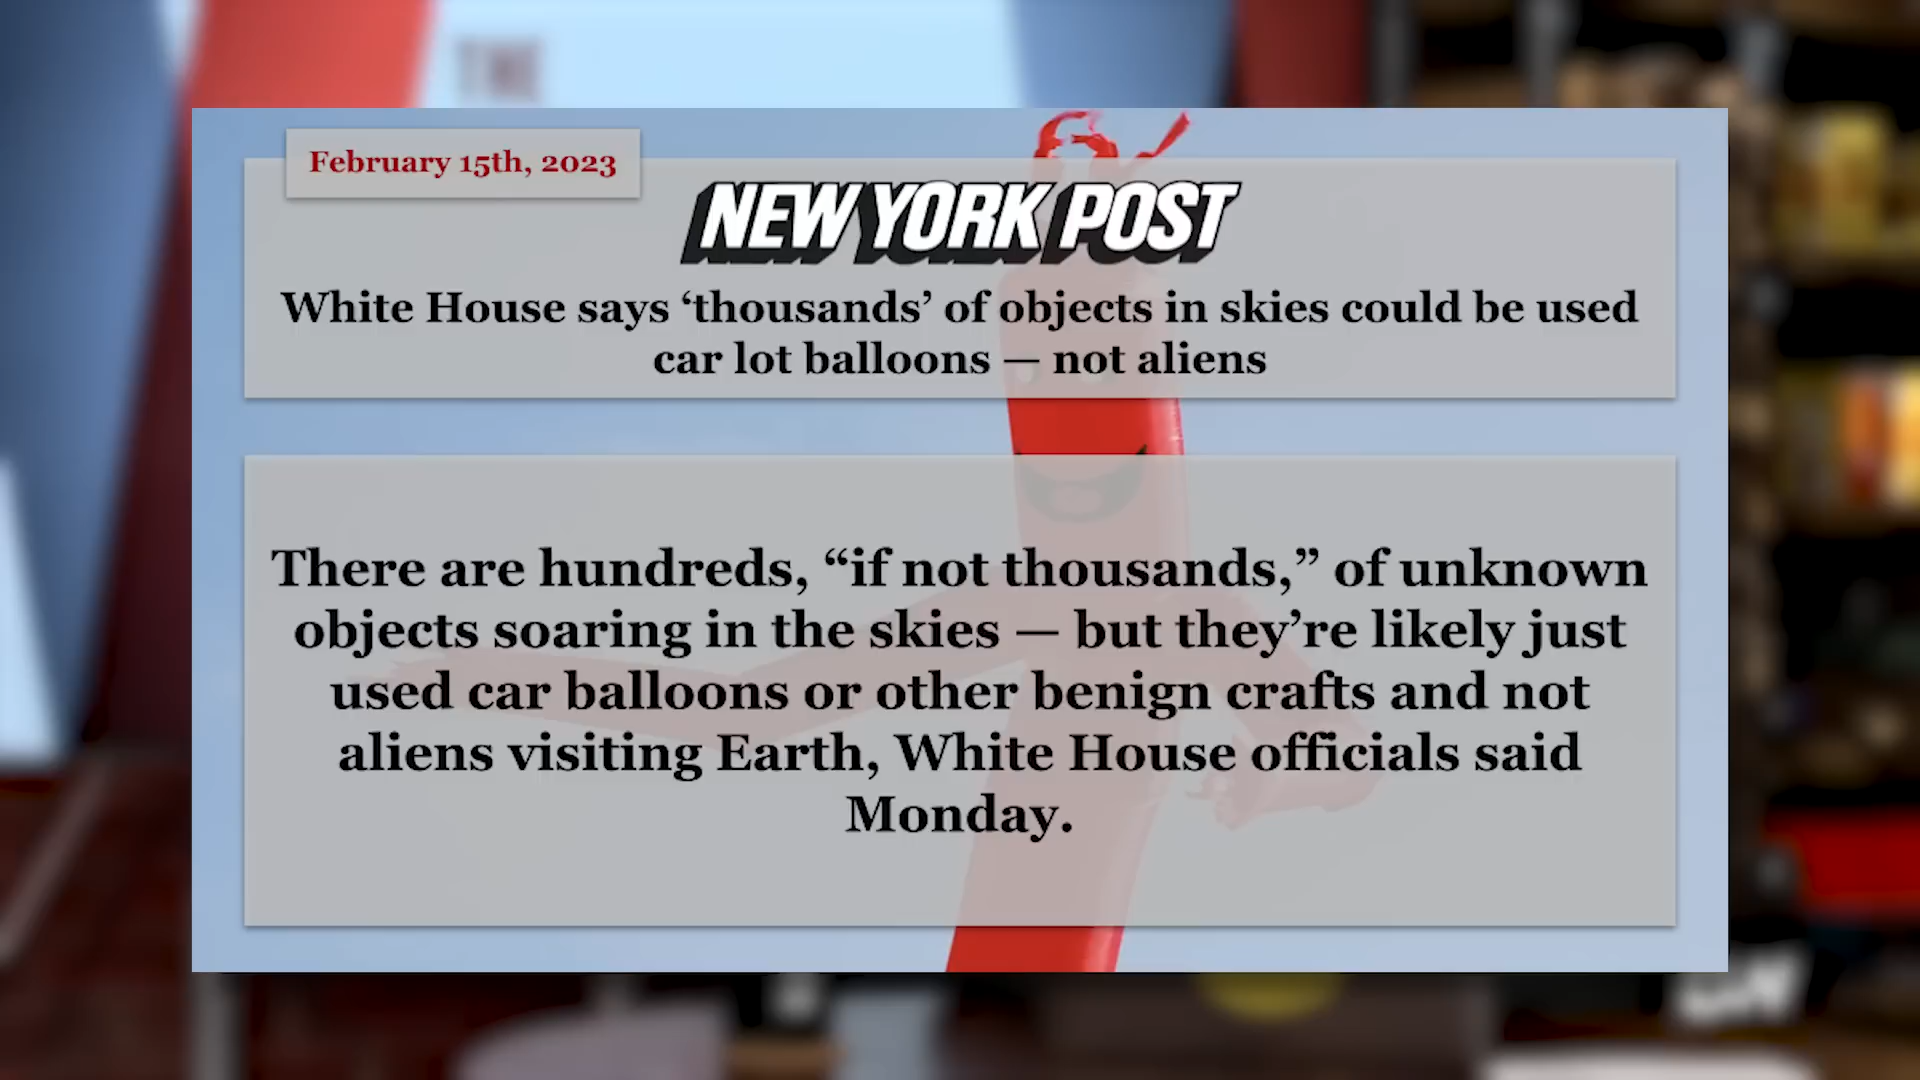 THE
February 15th, 2023
NEW YORK POST
White House says ‘thousands’ of objects in skies could be used
car lot balloons — not aliens
There are hundreds, “if not thousands,” of unknown
objects soaring in the skies — but they’re likely just
used car balloons or other benign crafts and not
aliens visiting Earth, White House officials said
Monday.